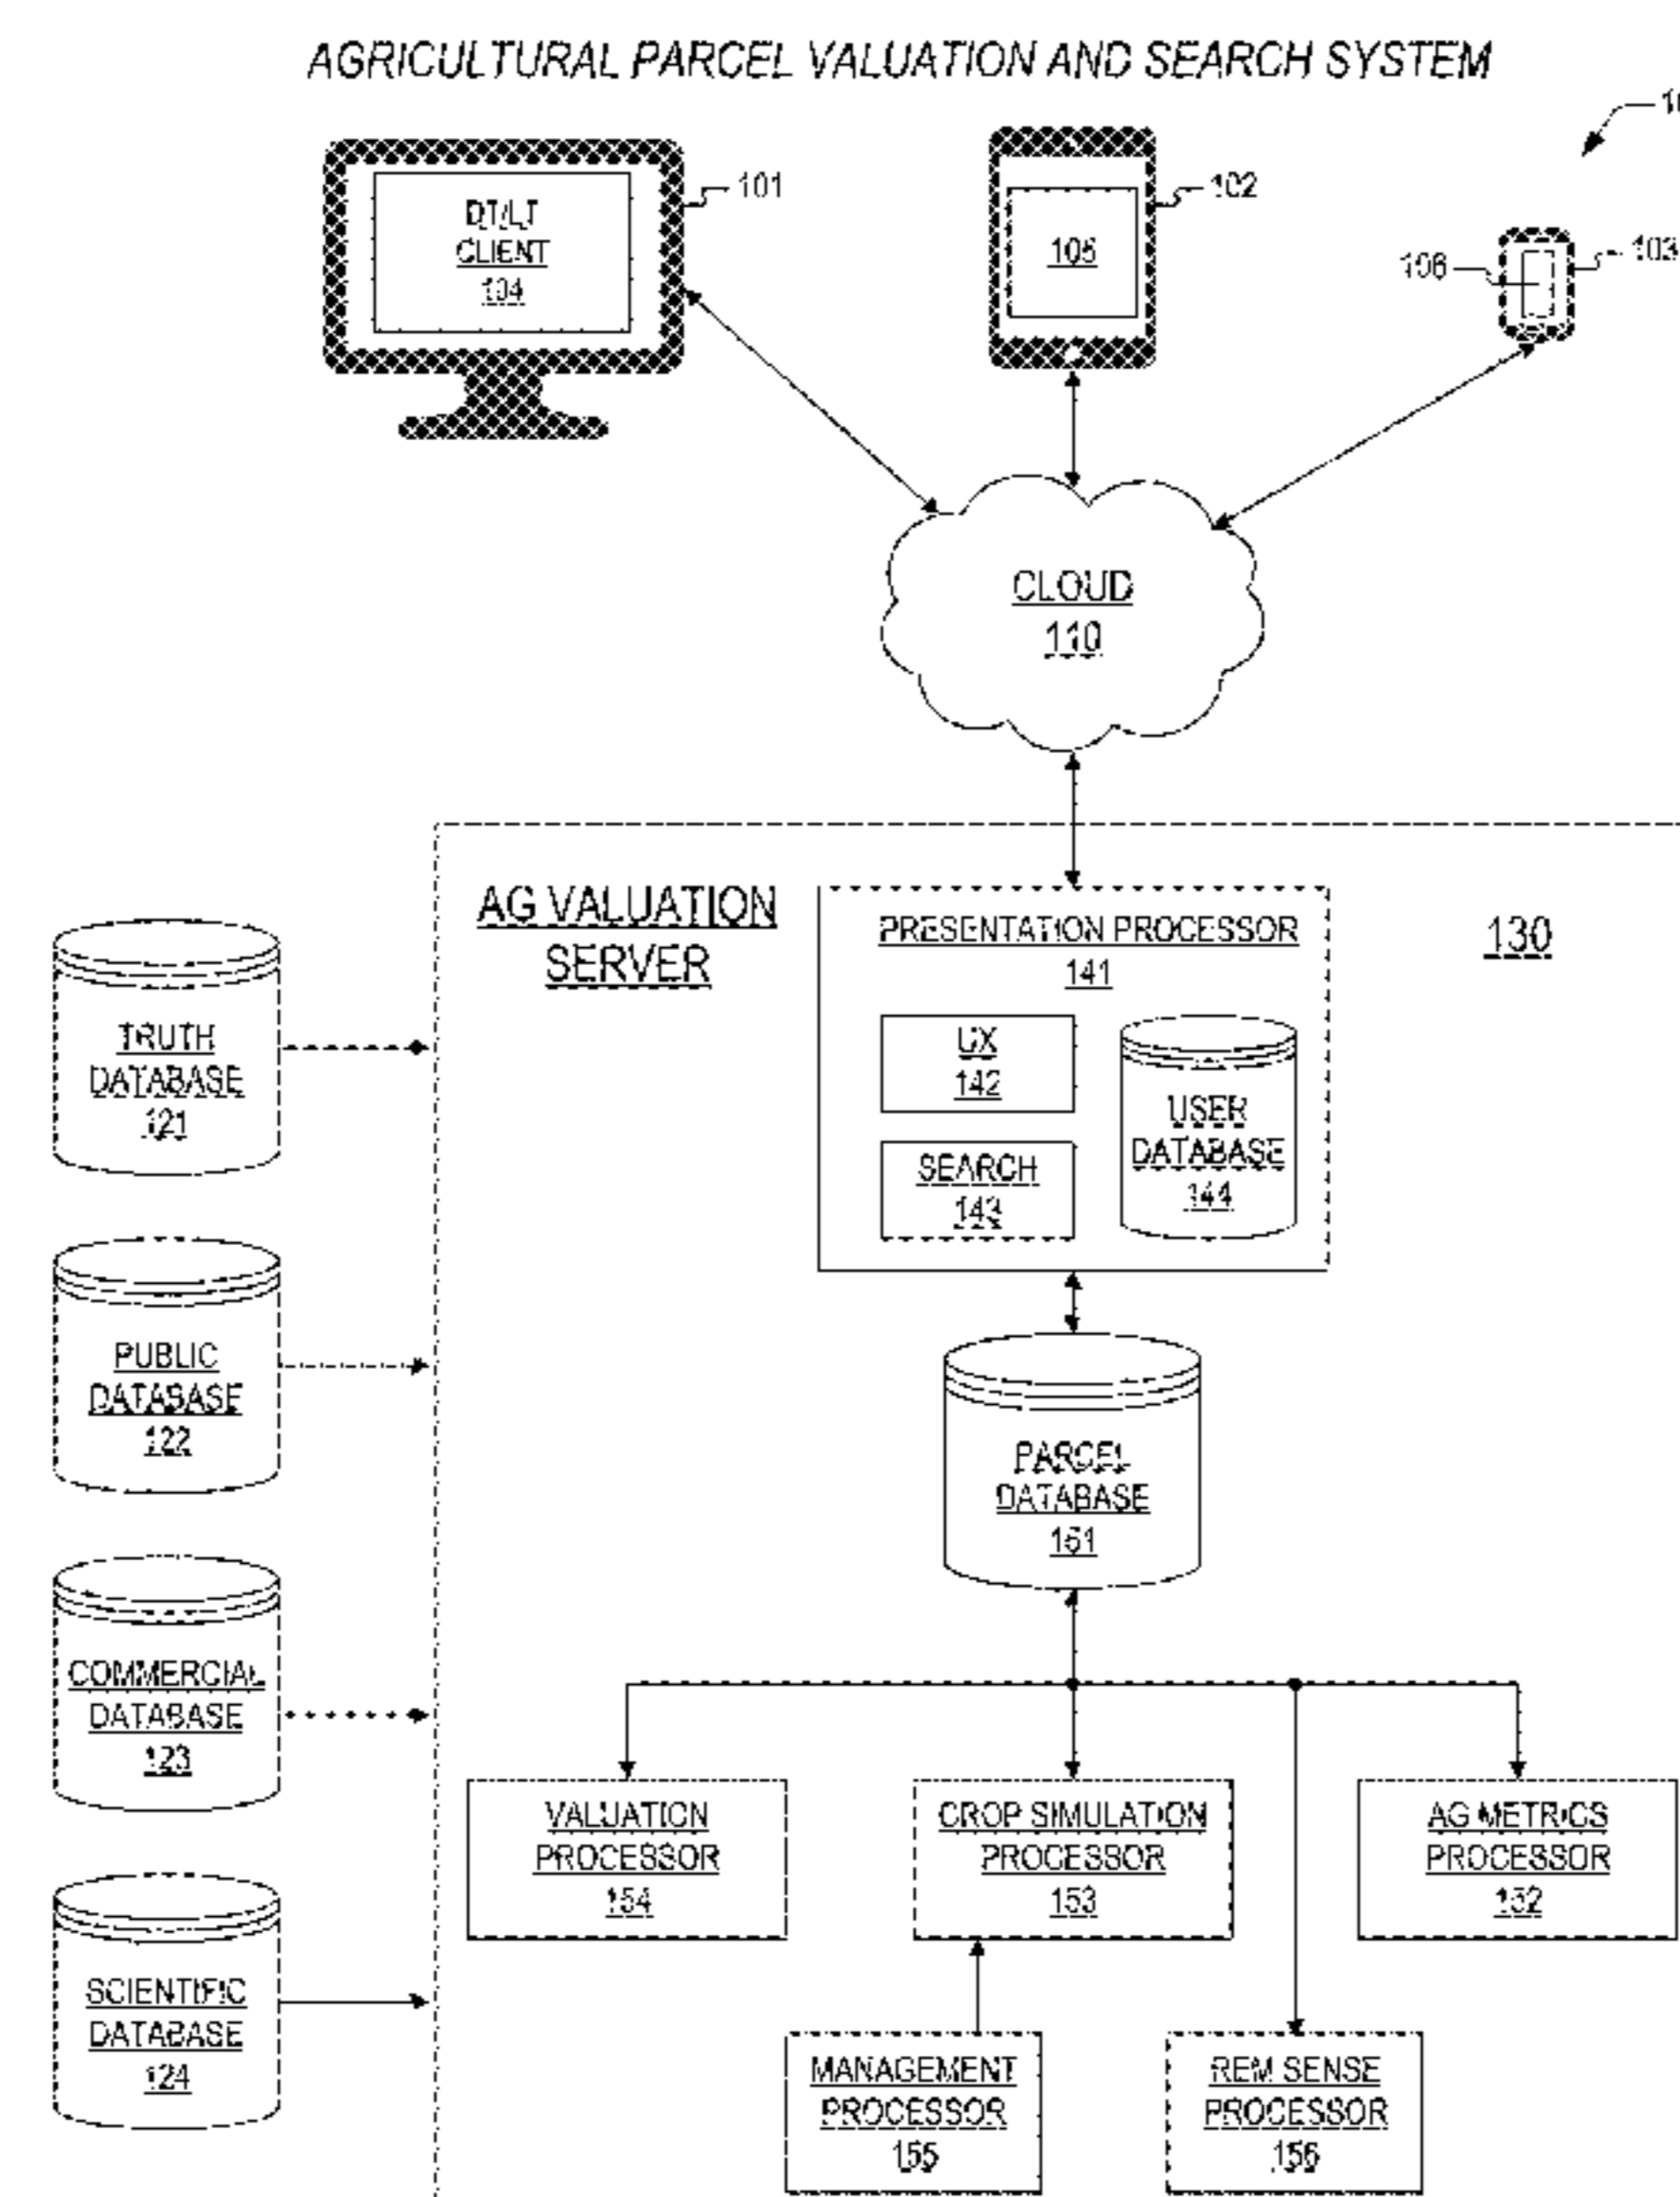 AGRICULTURAL PARCEL VALUATION AND SEARCH SYSTEM
101
102
103
DT/LT
CLIENT
104
105
106
CLOUD
110
AG VALUATION
SERVER
130
PRESENTATION PROCESSOR
141
UX
142
SEARCH
143
USER
DATABASE
144
TRUTH
DATABASE
121
PUBLIC
DATABASE
122
COMMERCIAL
DATABASE
123
SCIENTIFIC
DATABASE
124
PARCEL
DATABASE
151
VALUATION
PROCESSOR
154
CROP SIMULATION
PROCESSOR
153
AG METRICS
PROCESSOR
152
MANAGEMENT
PROCESSOR
155
REM SENSE
PROCESSOR
156